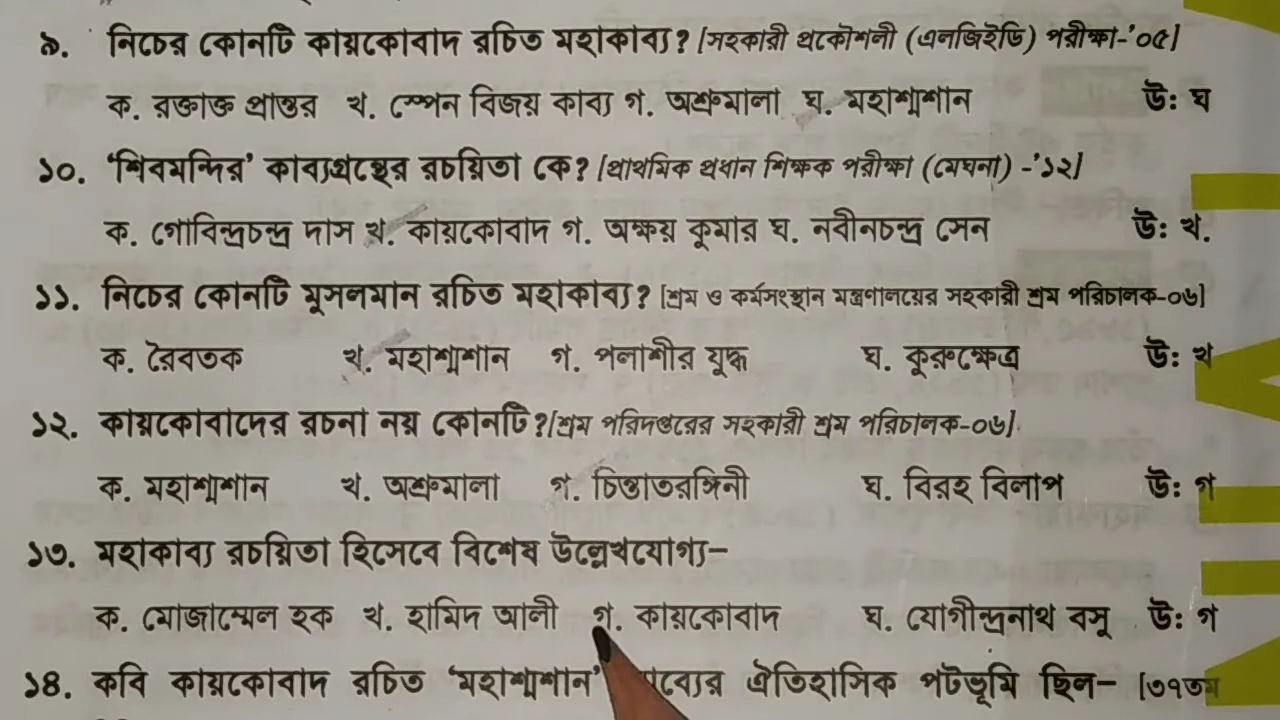 ৯. নিচের কোনটি কায়কোবাদ রচিত মহাকাব্য? [সহকারী প্রকৌশলী (এলজিইডি) পরীক্ষা-'০৫]
ক. রক্তাক্ত প্রান্তর খ. স্পেন বিজয় কাব্য গ. অশ্রুমালা ঘ. মহাশ্মশান উ: ঘ
১০. 'শিবমন্দির' কাব্যগ্রন্থের রচয়িতা কে? [প্রাথমিক প্রধান শিক্ষক পরীক্ষা (মেঘনা) -'১২]
ক. গোবিন্দ্রচন্দ্র দাস খ. কায়কোবাদ গ. অক্ষয় কুমার ঘ. নবীনচন্দ্র সেন উ: খ.
১১. নিচের কোনটি মুসলমান রচিত মহাকাব্য? [শ্রম ও কর্মসংস্থান মন্ত্রণালয়ের সহকারী শ্রম পরিচালক-০৬]
ক. রৈবতক খ. মহাশ্মশান গ. পলাশীর যুদ্ধ ঘ. কুরুক্ষেত্র উ: খ
১২. কায়কোবাদের রচনা নয় কোনটি?[শ্রম পরিদপ্তরের সহকারী শ্রম পরিচালক-০৬]
ক. মহাশ্মশান খ. অশ্রুমালা গ. চিন্তাতরঙ্গিনী ঘ. বিরহ বিলাপ উ: গ
১৩. মহাকাব্য রচয়িতা হিসেবে বিশেষ উল্লেখযোগ্য–
ক. মোজাম্মেল হক খ. হামিদ আলী গ. কায়কোবাদ ঘ. যোগীন্দ্রনাথ বসু উ: গ
১৪. কবি কায়কোবাদ রচিত 'মহাশ্মশান' ঐতিহাসিক পটভূমি ছিল– [৩৭তম